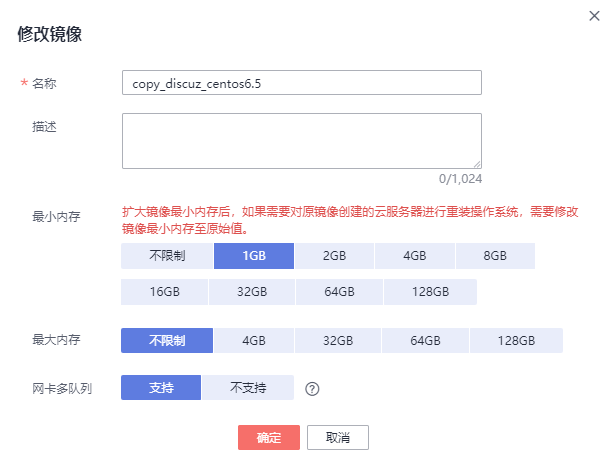 修改镜像
* 名称
copy_discuz_centos6.5
描述
0/1,024
最小内存
扩大镜像最小内存后，如果需要对原镜像创建的云服务器进行重装操作系统，需要修改
镜像最小内存至原始值。
不限制 1GB 2GB 4GB 8GB
16GB 32GB 64GB 128GB
最大内存 不限制 4GB 32GB 64GB 128GB
网卡多队列 支持 不支持 ?
确定 取消